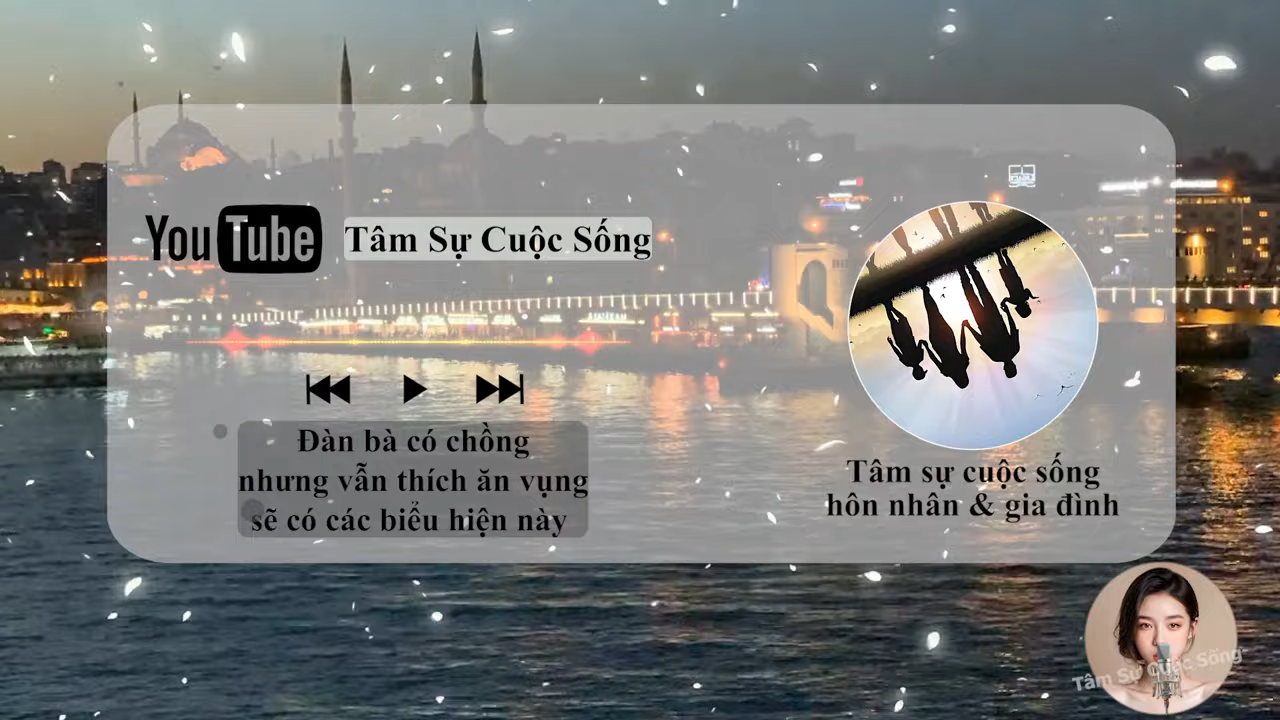 YouTube
Tâm Sự Cuộc Sống
Đàn bà có chồng
nhưng vẫn thích ăn vụng
sẽ có các biểu hiện này
Tâm sự cuộc sống
hôn nhân & gia đình
Tâm Sự Cuộc Sống